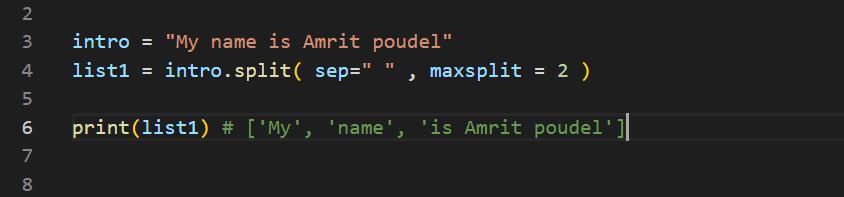 2
3 intro = "My name is Amrit poudel"
4 list1 = intro.split( sep=" " , maxsplit = 2 )
5
6 print(list1) # ['My', 'name', 'is Amrit poudel']
7
8